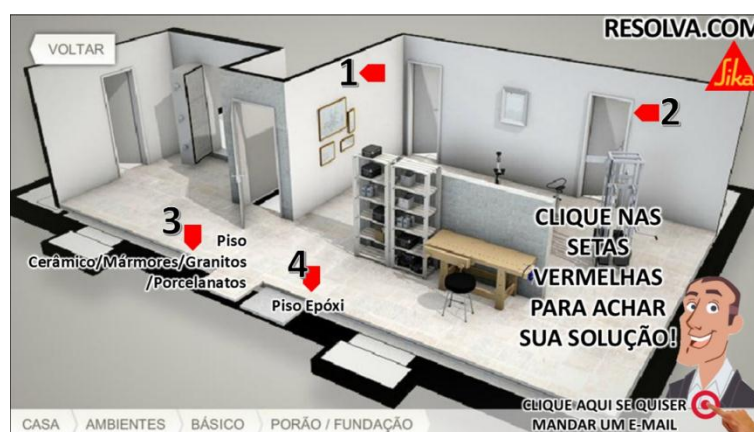 RESOLVA.COM
VOLTAR
Sika
1
2
3
Piso
Cerâmico/Mármores/Granitos
/Porcelanatos
4
Piso Epóxi
CLIQUE NAS
SETAS
VERMELHAS
PARA ACHAR
SUA SOLUÇÃO!
CLIQUE AQUI SE QUISER
MANDAR UM E-MAIL
CASA AMBIENTES BÁSICO PORÃO / FUNDAÇÃO